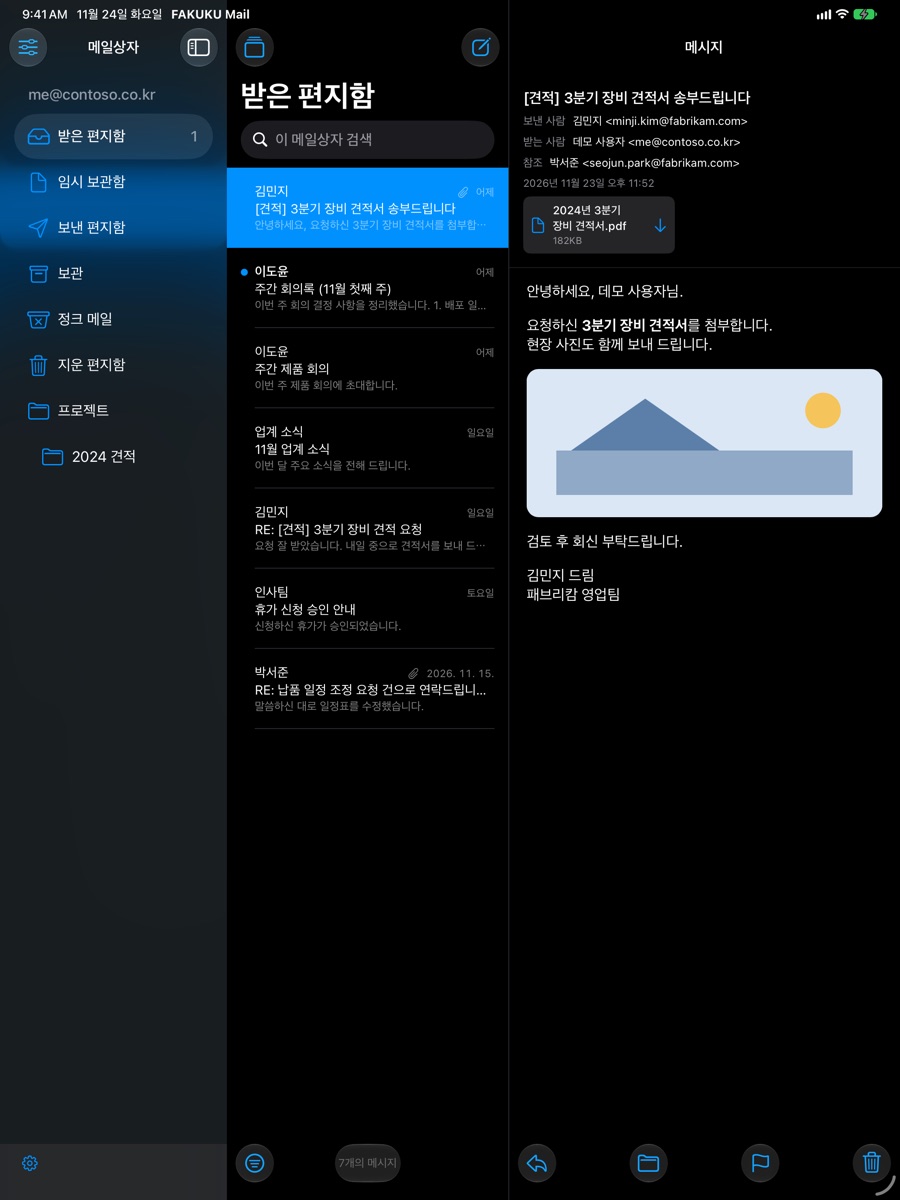 9:41 AM 11월 24일 화요일 FAKUKU Mail
메일상자
me@contoso.co.kr
받은 편지함 1
임시 보관함
보낸 편지함
보관
정크 메일
지운 편지함
프로젝트
2024 견적
받은 편지함
이 메일상자 검색
김민지 어제
[견적] 3분기 장비 견적서 송부드립니다
안녕하세요, 요청하신 3분기 장비 견적서를 첨부합…
이도윤 어제
주간 회의록 (11월 첫째 주)
이번 주 회의 결정 사항을 정리했습니다. 1. 배포 일…
이도윤 어제
주간 제품 회의
이번 주 제품 회의에 초대합니다.
업계 소식 일요일
11월 업계 소식
이번 달 주요 소식을 전해 드립니다.
김민지 일요일
RE: [견적] 3분기 장비 견적 요청
요청 잘 받았습니다. 내일 중으로 견적서를 보내 드…
인사팀 토요일
휴가 신청 승인 안내
신청하신 휴가가 승인되었습니다.
박서준 2026. 11. 15.
RE: 납품 일정 조정 요청 건으로 연락드립니…
말씀하신 대로 일정표를 수정했습니다.
7개의 메시지
메시지
[견적] 3분기 장비 견적서 송부드립니다
보낸 사람 김민지 <minji.kim@fabrikam.com>
받는 사람 데모 사용자 <me@contoso.co.kr>
참조 박서준 <seojun.park@fabrikam.com>
2026년 11월 23일 오후 11:52
2024년 3분기
장비 견적서.pdf
182KB
안녕하세요, 데모 사용자님.
요청하신 3분기 장비 견적서를 첨부합니다.
현장 사진도 함께 보내 드립니다.
검토 후 회신 부탁드립니다.
김민지 드림
패브리캄 영업팀